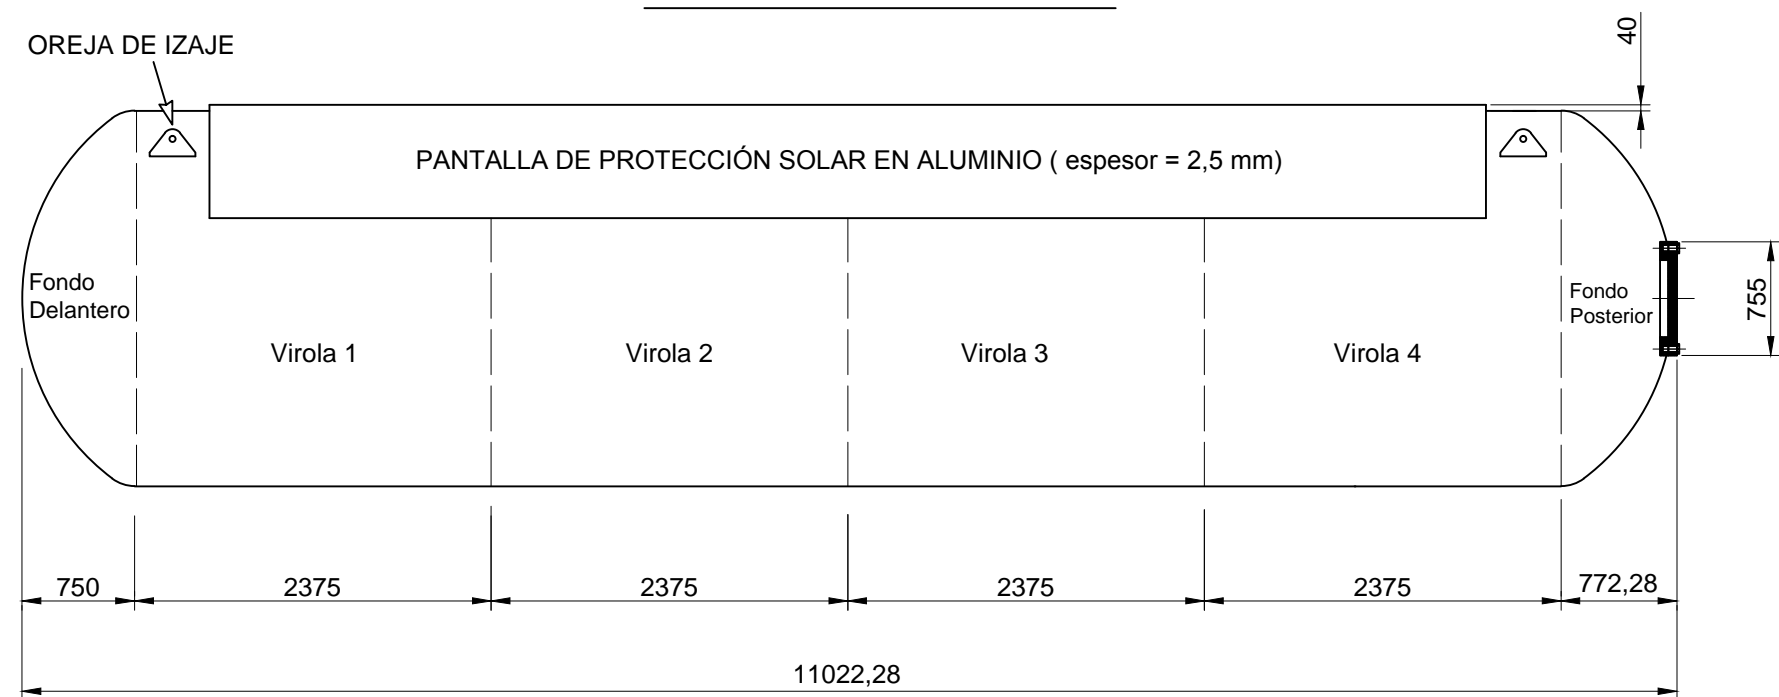 OREJA DE IZAJE
40
PANTALLA DE PROTECCIÓN SOLAR EN ALUMINIO ( espesor = 2,5 mm)
Fondo
Delantero
Fondo
Posterior
755
Virola 1
Virola 2
Virola 3
Virola 4
750
2375
2375
2375
2375
772,28
11022,28